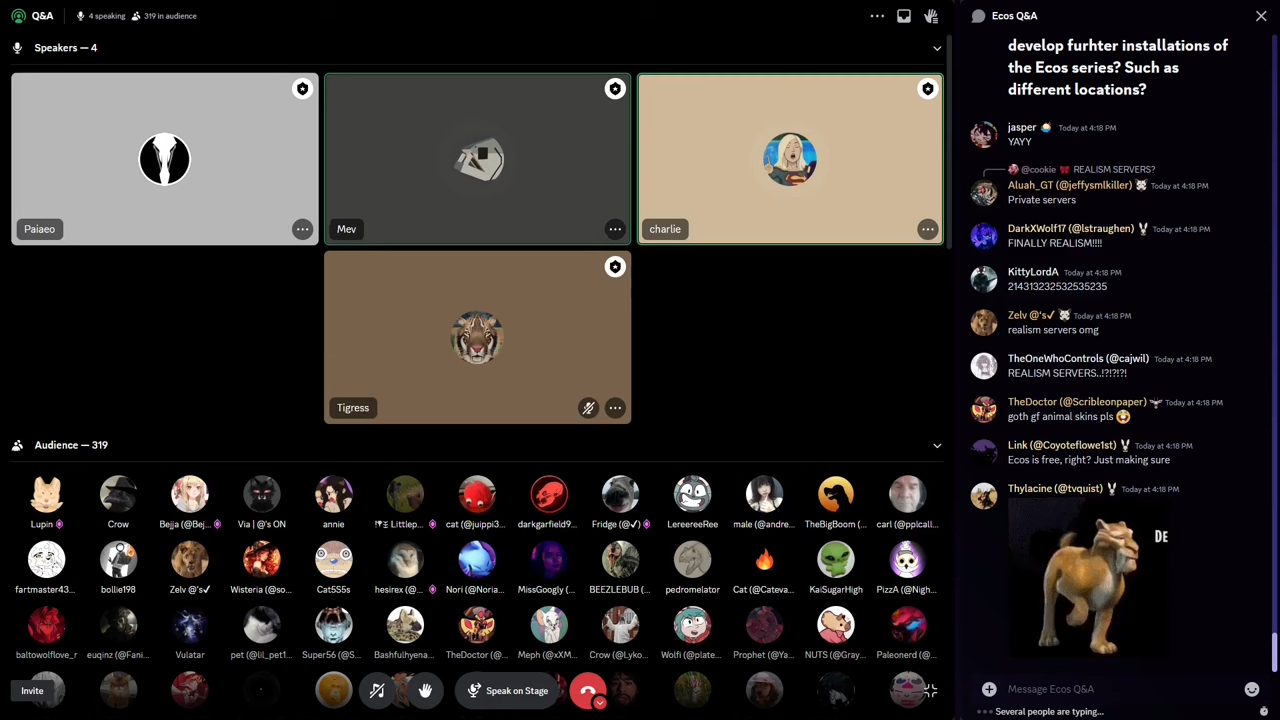 Q&A
4 speaking
319 in audience
Speakers — 4
Paiaeo
Mev
charlie
Tigress
Audience — 319
Lupin
Crow
Bejja (@Bej...
Via | @'s ON
annie
Littlep...
cat (@juippi3...
darkgarfield9...
Fridge (@✓)
LereereeRee
male (@andre...
TheBigBoom (...
carl (@pplcall...
fartmaster43...
bollie198
Zelv @'s✓
Wisteria (@so...
Cat5S5s
hesirex (@...
Nori (@Noria...
MissGoogly (...
BEEZLEBUB (...
pedromelator
Cat (@Cateva...
KaiSugarHigh
PizzA (@Nigh...
baltowolflove_r
euqinz (@Fani...
Vulatar
pet (@lil_pet1...
Super56 (@S...
Bashfulhyena...
TheDoctor (@...
Meph (@xXM...
Crow (@Lyko...
Wolfi (@plate...
Prophet (@Ya...
NUTS (@Gray...
Paleonerd (@...
Invite
Speak on Stage
Ecos Q&A
develop furhter installations of
the Ecos series? Such as
different locations?
jasper Today at 4:18 PM
YAYY
@cookie REALISM SERVERS?
Aluah_GT (@jeffysmlkiller) Today at 4:18 PM
Private servers
DarkXWolf17 (@lstraughen) Today at 4:18 PM
FINALLY REALISM!!!!
KittyLordA Today at 4:18 PM
214313232532535235
Zelv @'s✓ Today at 4:18 PM
realism servers omg
TheOneWhoControls (@cajwil) Today at 4:18 PM
REALISM SERVERS..!?!?!?!
TheDoctor (@Scribleonpaper) Today at 4:18 PM
goth gf animal skins pls
Link (@Coyoteflowe1st) Today at 4:18 PM
Ecos is free, right? Just making sure
Thylacine (@tvquist) Today at 4:18 PM
DE
Message Ecos Q&A
Several people are typing...